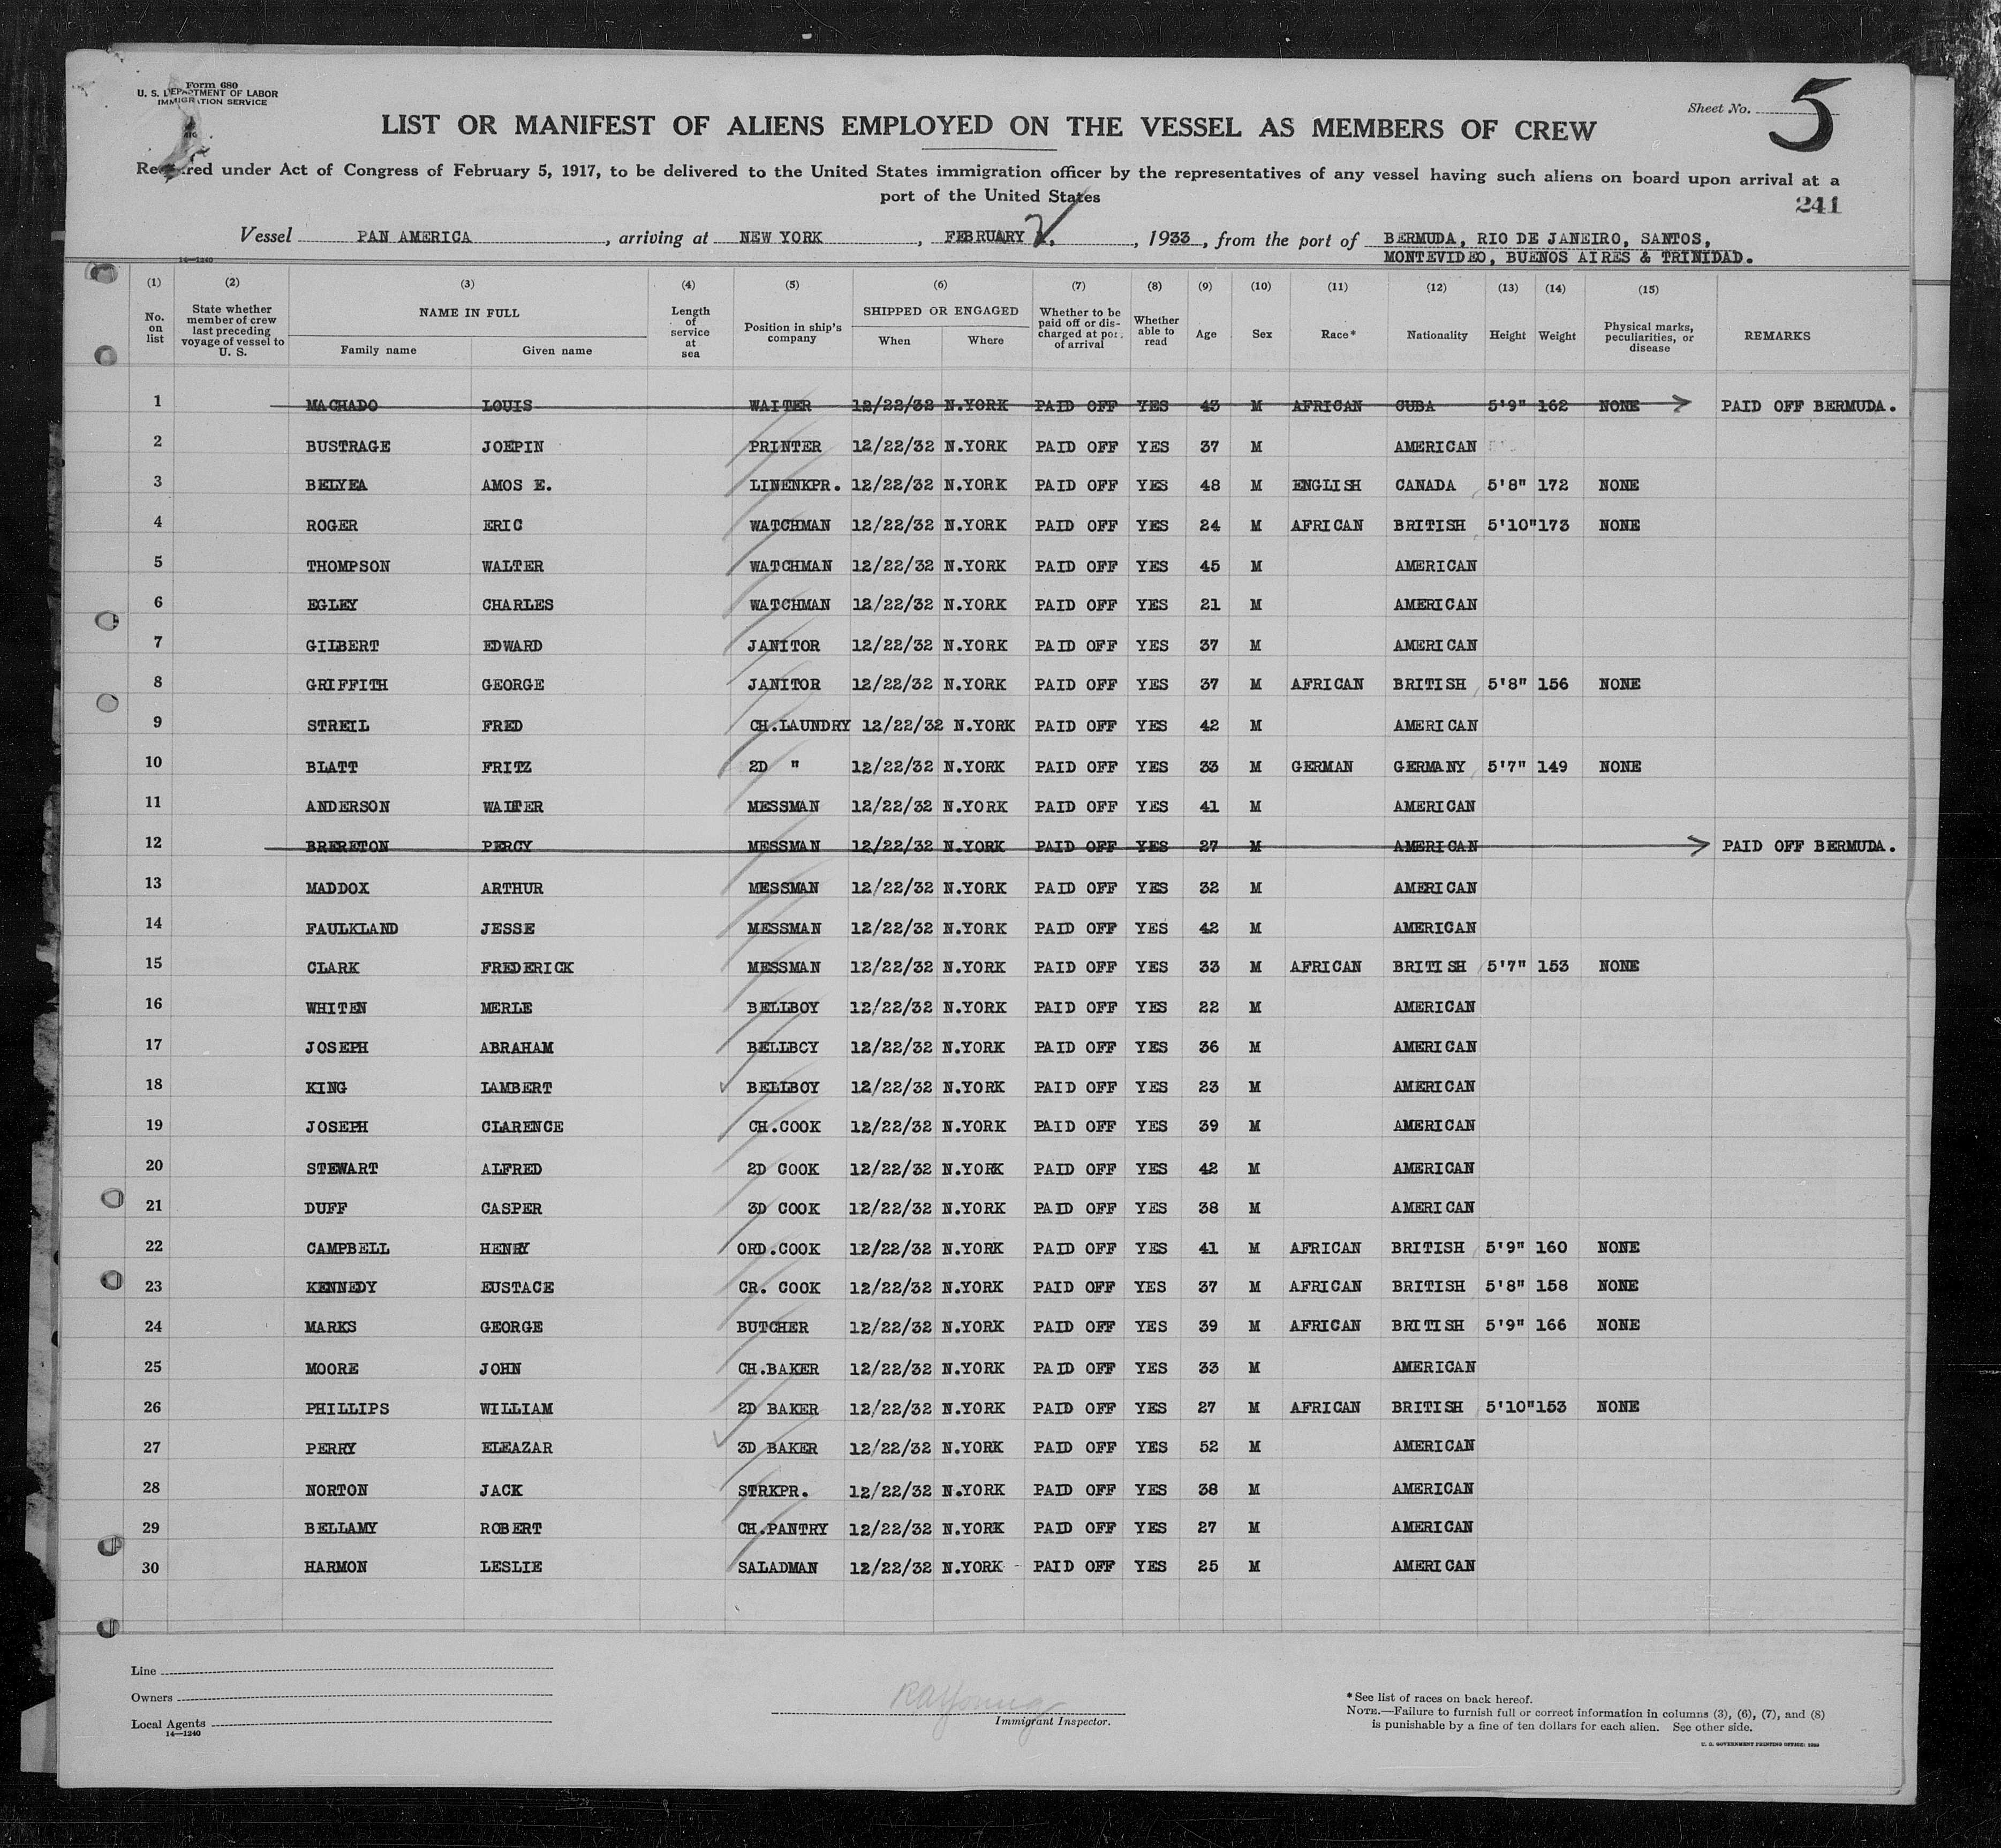 Form 680
U. S. DEPARTMENT OF LABOR
IMMIGRATION SERVICE
Sheet No. 5
LIST OR MANIFEST OF ALIENS EMPLOYED ON THE VESSEL AS MEMBERS OF CREW
Required under Act of Congress of February 5, 1917, to be delivered to the United States immigration officer by the representatives of any vessel having such aliens on board upon arrival at a
port of the United States
241
Vessel PAN AMERICA, arriving at NEW YORK, FEBRUARY 2, 1933, from the port of BERMUDA, RIO DE JANEIRO, SANTOS,
MONTEVIDEO, BUENOS AIRES & TRINIDAD.
14—1240
(1) (2) (3) (4) (5) (6) (7) (8) (9) (10) (11) (12) (13) (14) (15)
No. on list State whether member of crew last preceding voyage of vessel to U. S. NAME IN FULL Family name Given name Length of service at sea Position in ship's company SHIPPED OR ENGAGED When Where Whether to be paid off or discharged at port of arrival Whether able to read Age Sex Race* Nationality Height Weight Physical marks, peculiarities, or disease REMARKS
1 MACHADO LOUIS WAITER 12/22/32 N.YORK PAID OFF YES 43 M AFRICAN CUBA 5'9" 162 NONE PAID OFF BERMUDA.
2 BUSTRAGE JOEPIN PRINTER 12/22/32 N.YORK PAID OFF YES 37 M AMERICAN
3 BELYEA AMOS E. LINENKPR. 12/22/32 N.YORK PAID OFF YES 48 M ENGLISH CANADA 5'8" 172 NONE
4 ROGER ERIC WATCHMAN 12/22/32 N.YORK PAID OFF YES 24 M AFRICAN BRITISH 5'10" 173 NONE
5 THOMPSON WALTER WATCHMAN 12/22/32 N.YORK PAID OFF YES 45 M AMERICAN
6 EGLEY CHARLES WATCHMAN 12/22/32 N.YORK PAID OFF YES 21 M AMERICAN
7 GILBERT EDWARD JANITOR 12/22/32 N.YORK PAID OFF YES 37 M AMERICAN
8 GRIFFITH GEORGE JANITOR 12/22/32 N.YORK PAID OFF YES 37 M AFRICAN BRITISH 5'8" 156 NONE
9 STREIL FRED CH.LAUNDRY 12/22/32 N.YORK PAID OFF YES 42 M AMERICAN
10 BLATT FRITZ 2D " 12/22/32 N.YORK PAID OFF YES 33 M GERMAN GERMANY 5'7" 149 NONE
11 ANDERSON WALTER MESSMAN 12/22/32 N.YORK PAID OFF YES 41 M AMERICAN
12 BRERETON PERCY MESSMAN 12/22/32 N.YORK PAID OFF YES 27 M AMERICAN PAID OFF BERMUDA.
13 MADDOX ARTHUR MESSMAN 12/22/32 N.YORK PAID OFF YES 32 M AMERICAN
14 FAULKLAND JESSE MESSMAN 12/22/32 N.YORK PAID OFF YES 42 M AMERICAN
15 CLARK FREDERICK MESSMAN 12/22/32 N.YORK PAID OFF YES 33 M AFRICAN BRITISH 5'7" 153 NONE
16 WHITEN MERLE BELLBOY 12/22/32 N.YORK PAID OFF YES 22 M AMERICAN
17 JOSEPH ABRAHAM BELLBCY 12/22/32 N.YORK PAID OFF YES 36 M AMERICAN
18 KING LAMBERT BELLBOY 12/22/32 N.YORK PAID OFF YES 23 M AMERICAN
19 JOSEPH CLARENCE CH.COOK 12/22/32 N.YORK PAID OFF YES 39 M AMERICAN
20 STEWART ALFRED 2D COOK 12/22/32 N.YORK PAID OFF YES 42 M AMERICAN
21 DUFF CASPER 3D COOK 12/22/32 N.YORK PAID OFF YES 38 M AMERICAN
22 CAMPBELL HENRY ORD.COOK 12/22/32 N.YORK PAID OFF YES 41 M AFRICAN BRITISH 5'9" 160 NONE
23 KENNEDY EUSTACE CR. COOK 12/22/32 N.YORK PAID OFF YES 37 M AFRICAN BRITISH 5'8" 158 NONE
24 MARKS GEORGE BUTCHER 12/22/32 N.YORK PAID OFF YES 39 M AFRICAN BRITISH 5'9" 166 NONE
25 MOORE JOHN CH.BAKER 12/22/32 N.YORK PAID OFF YES 33 M AMERICAN
26 PHILLIPS WILLIAM 2D BAKER 12/22/32 N.YORK PAID OFF YES 27 M AFRICAN BRITISH 5'10" 153 NONE
27 PERRY ELEAZAR 3D BAKER 12/22/32 N.YORK PAID OFF YES 52 M AMERICAN
28 NORTON JACK STRKPR. 12/22/32 N.YORK PAID OFF YES 38 M AMERICAN
29 BELLAMY ROBERT CH.PANTRY 12/22/32 N.YORK PAID OFF YES 27 M AMERICAN
30 HARMON LESLIE SALADMAN 12/22/32 N.YORK PAID OFF YES 25 M AMERICAN
Line
Owners
Local Agents
14—1240
RAYoung
Immigrant Inspector.
* See list of races on back hereof.
NOTE.—Failure to furnish full or correct information in columns (3), (6), (7), and (8)
is punishable by a fine of ten dollars for each alien. See other side.